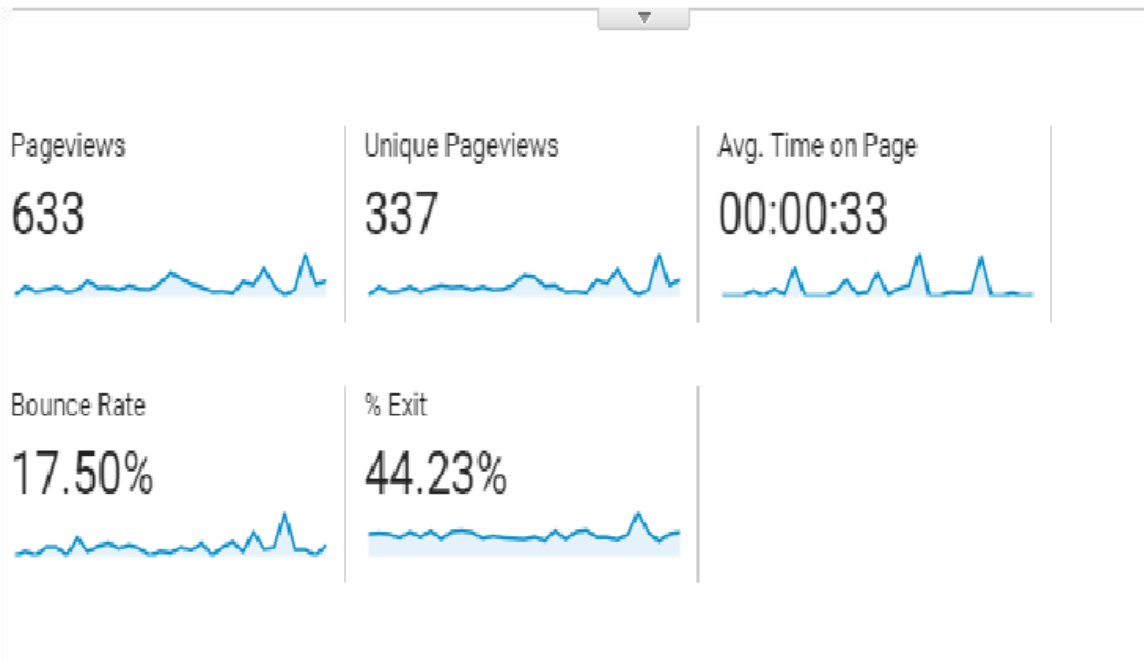 Pageviews
633
Unique Pageviews
337
Avg. Time on Page
00:00:33
Bounce Rate
17.50%
% Exit
44.23%